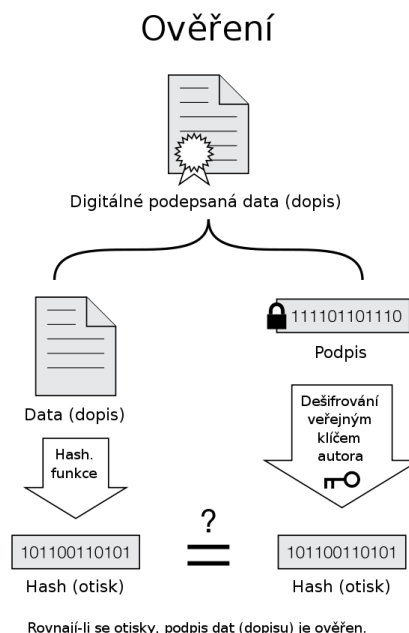 Ověření
Digitálné podepsaná data (dopis)
111101101110
Podpis
Data (dopis)
Hash.
funkce
Dešifrování
veřejným
klíčem
autora
101100110101
?
=
101100110101
Hash (otisk)
Hash (otisk)
Rovnají-li se otisky, podpis dat (dopisu) je ověřen.